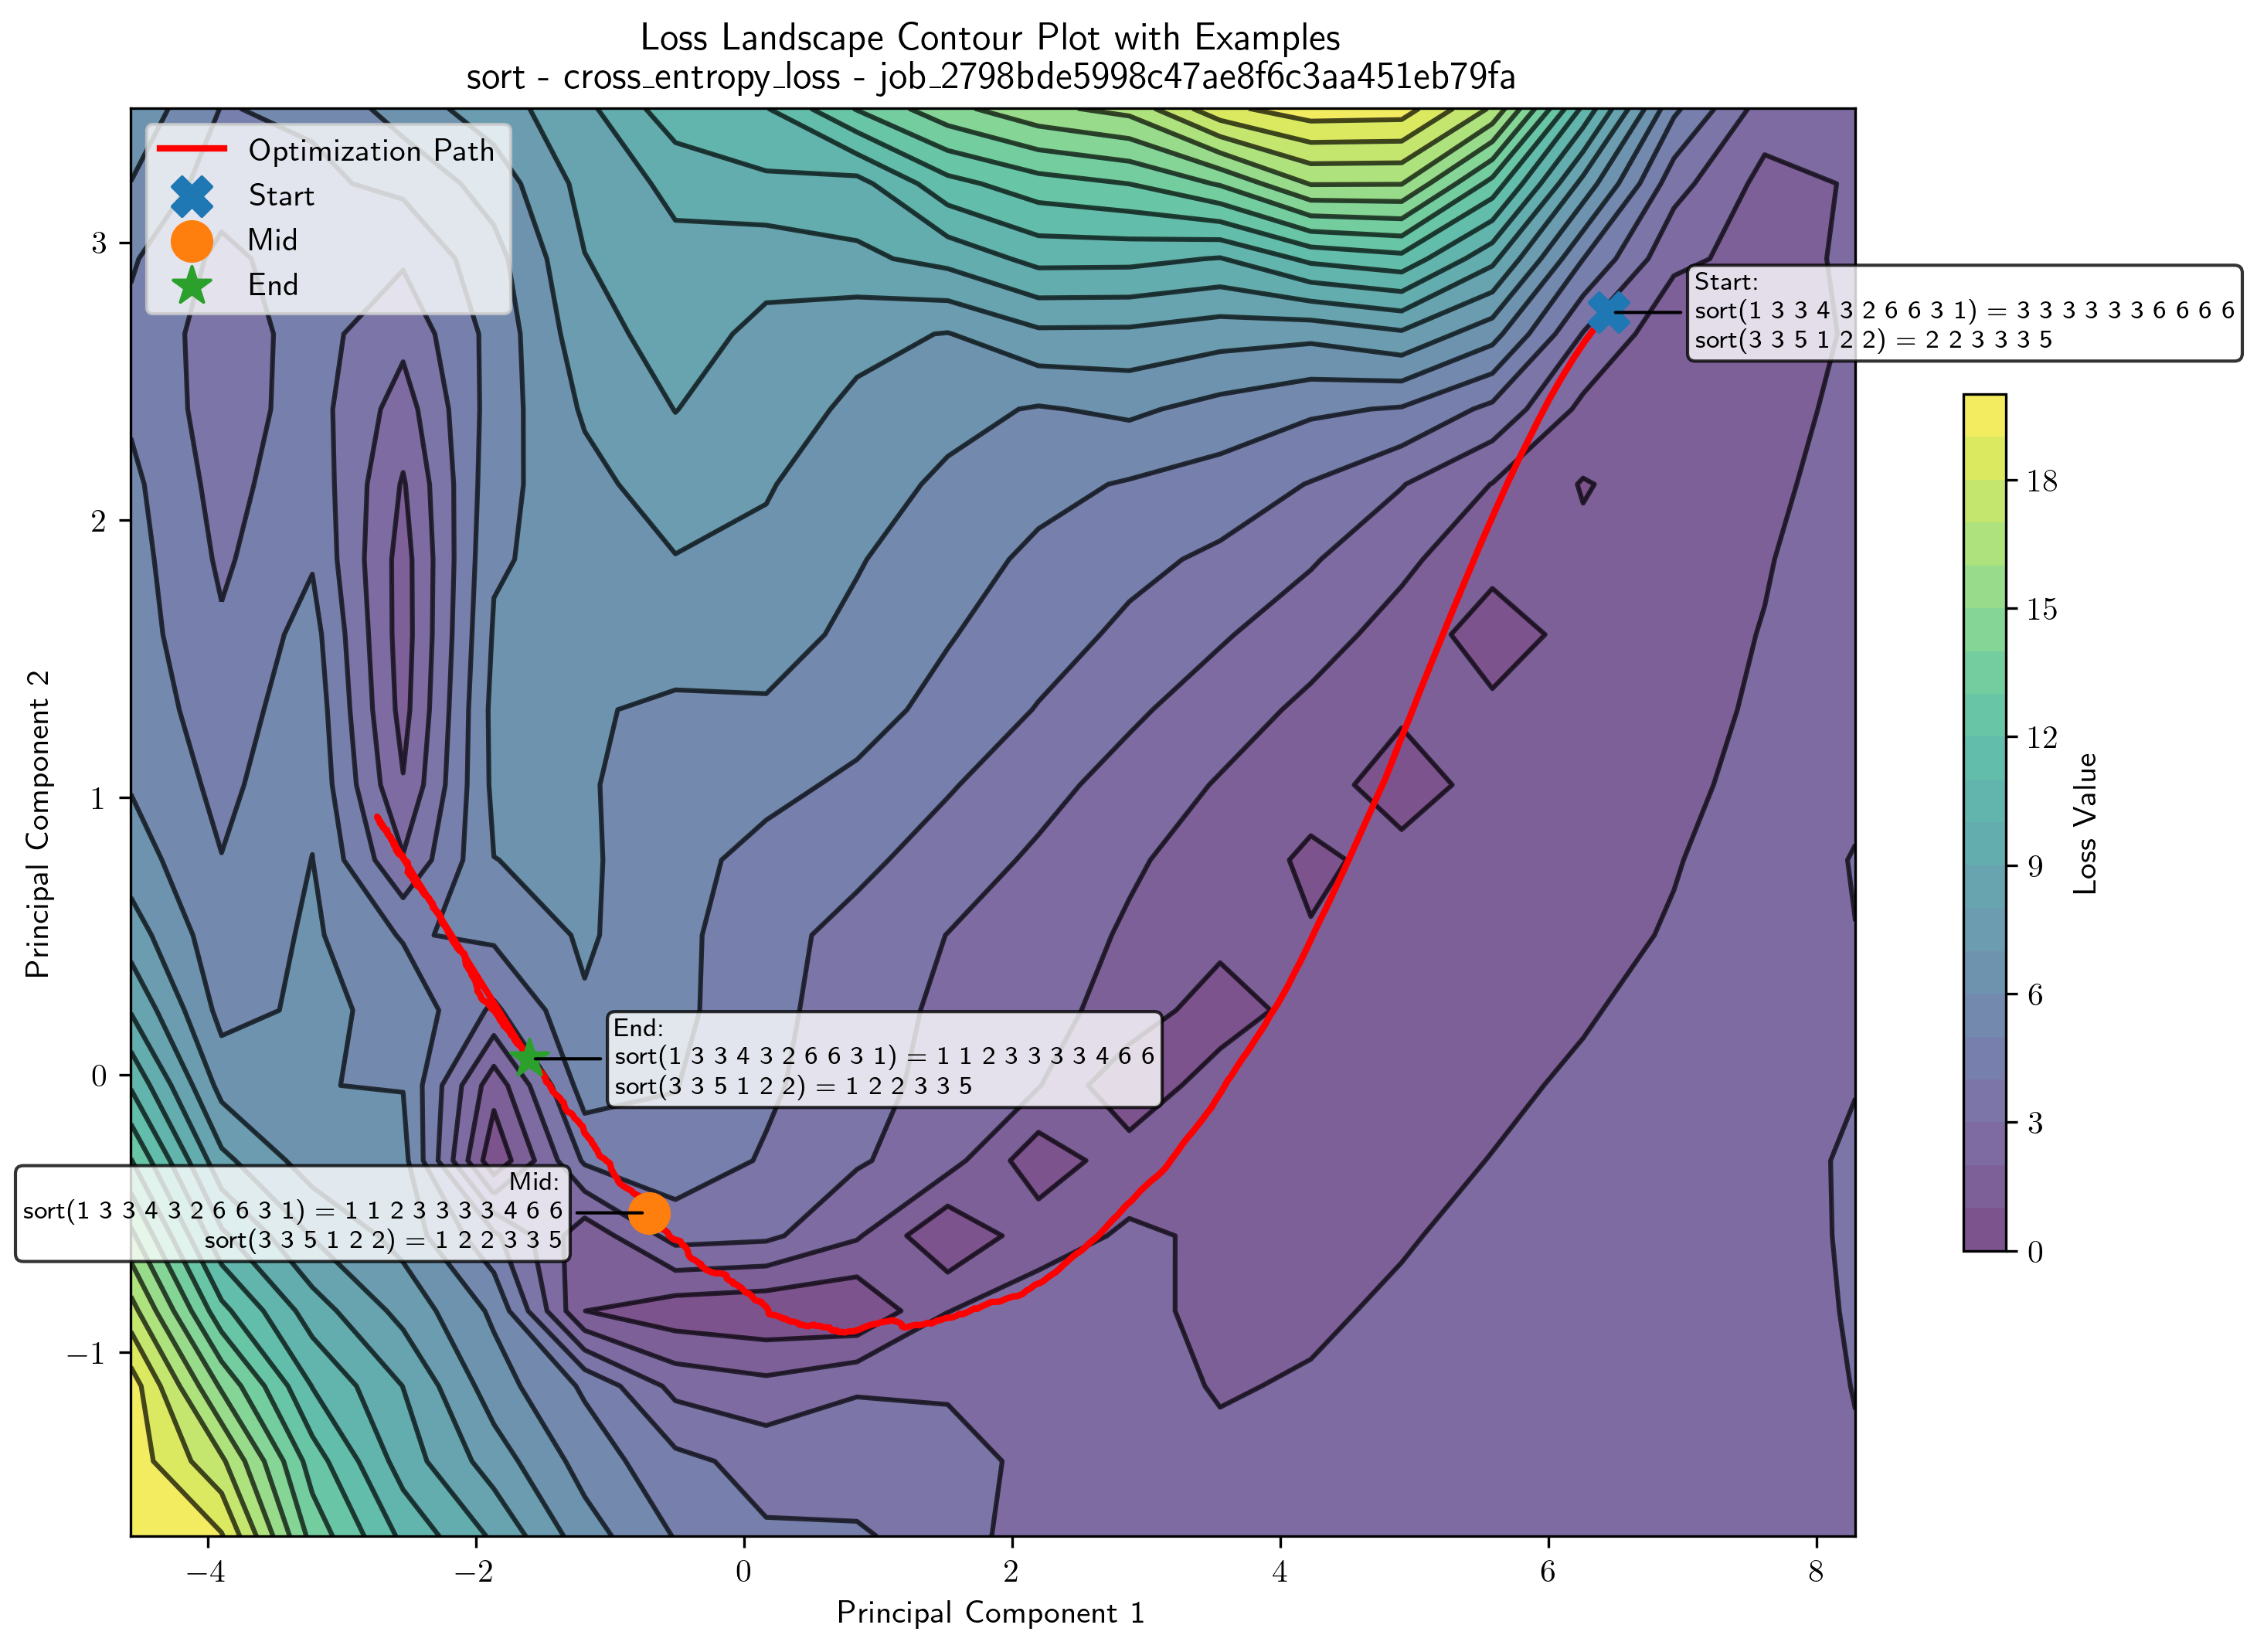 Loss Landscape Contour Plot with Examples
sort - cross_entropy_loss - job_2798bde5998c47ae8f6c3aa451eb79fa
Optimization Path
Start
Mid
End
Start:
sort(1 3 3 4 3 2 6 6 3 1) = 3 3 3 3 3 3 6 6 6 6
sort(3 3 5 1 2 2) = 2 2 3 3 3 5
End:
sort(1 3 3 4 3 2 6 6 3 1) = 1 1 2 3 3 3 3 4 6 6
sort(3 3 5 1 2 2) = 1 2 2 3 3 5
Mid:
sort(1 3 3 4 3 2 6 6 3 1) = 1 1 2 3 3 3 3 4 6 6
sort(3 3 5 1 2 2) = 1 2 2 3 3 5
3
2
1
0
−1
Principal Component 2
−4
−2
0
2
4
6
8
Principal Component 1
18
15
12
9
6
3
0
Loss Value